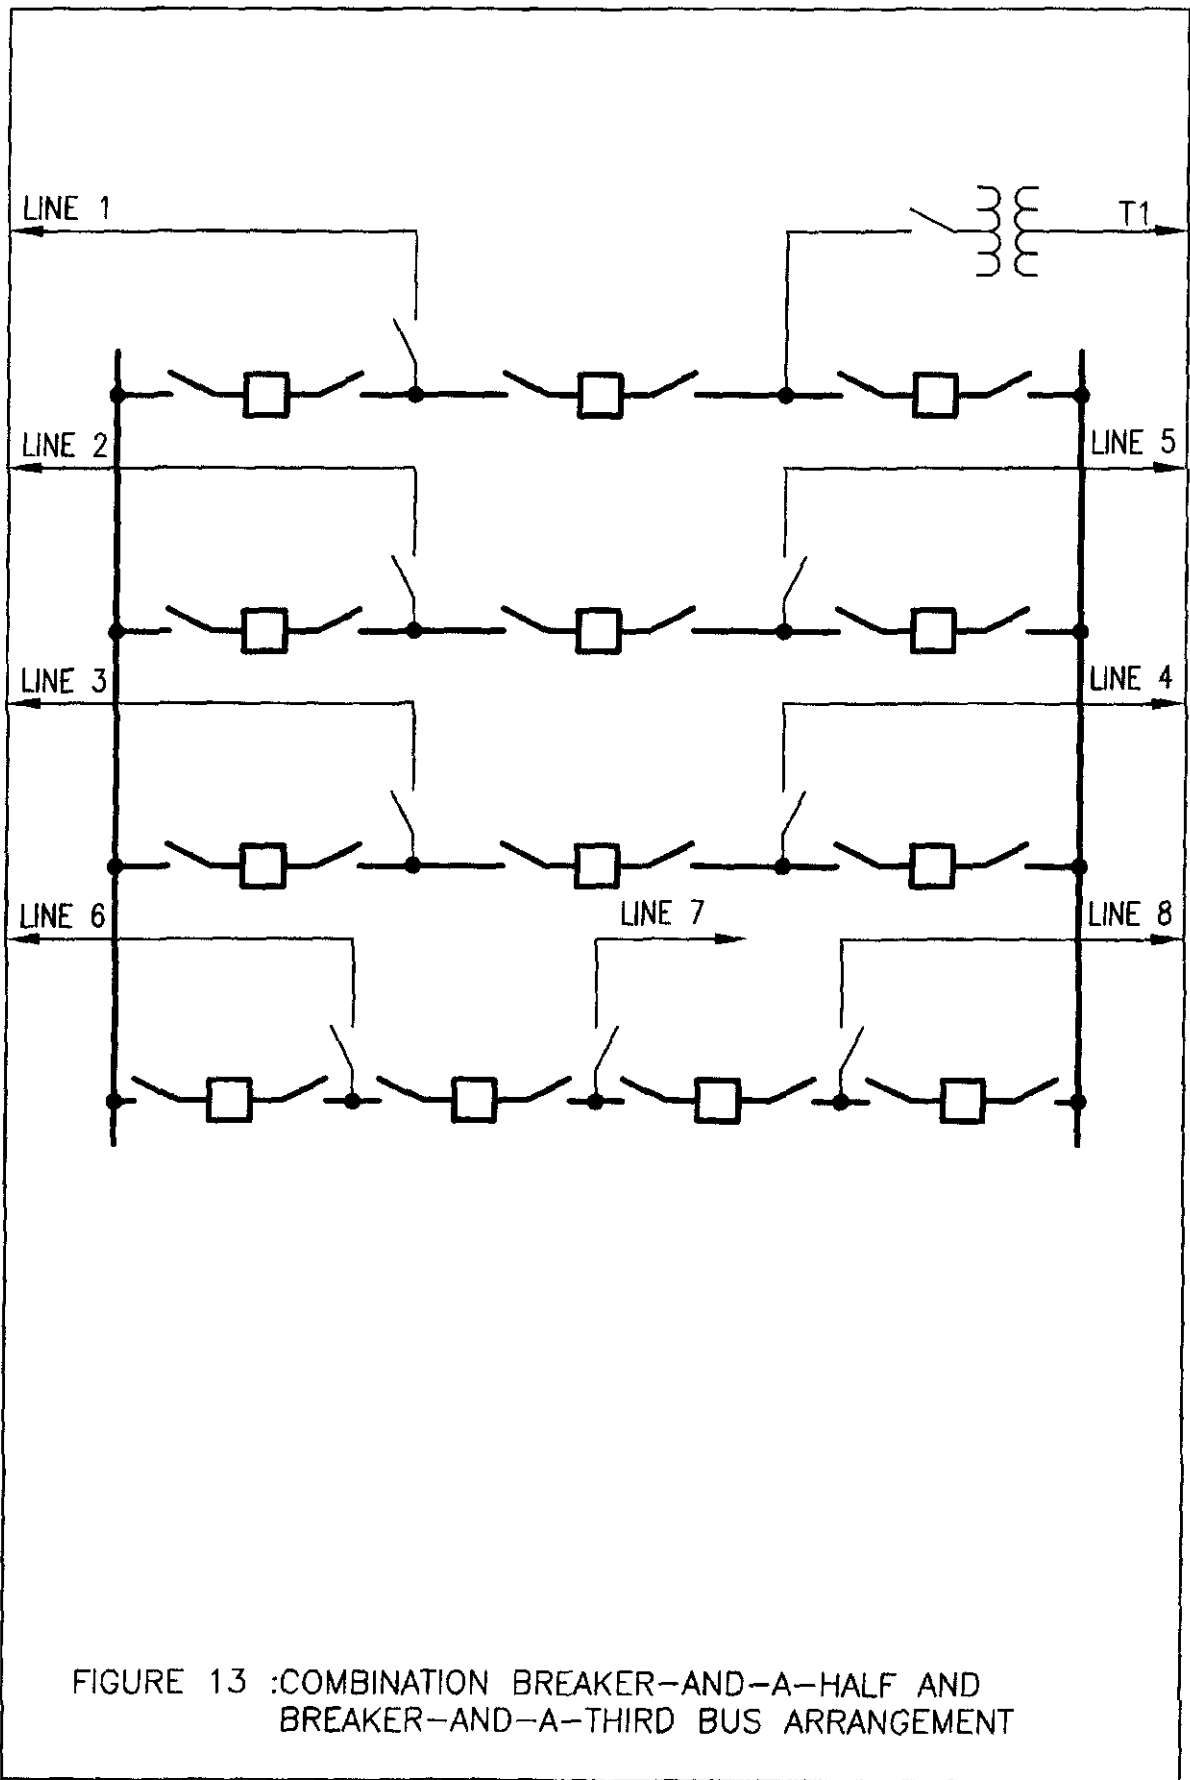 LINE 1
T1
LINE 2
LINE 5
LINE 3
LINE 4
LINE 6
LINE 7
LINE 8
FIGURE 13 :COMBINATION BREAKER-AND-A-HALF AND
BREAKER-AND-A-THIRD BUS ARRANGEMENT